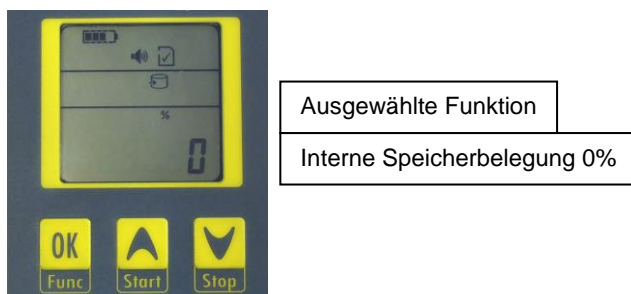 %
0
Ausgewählte Funktion
Interne Speicherbelegung 0%
OK
Func
Start
Stop